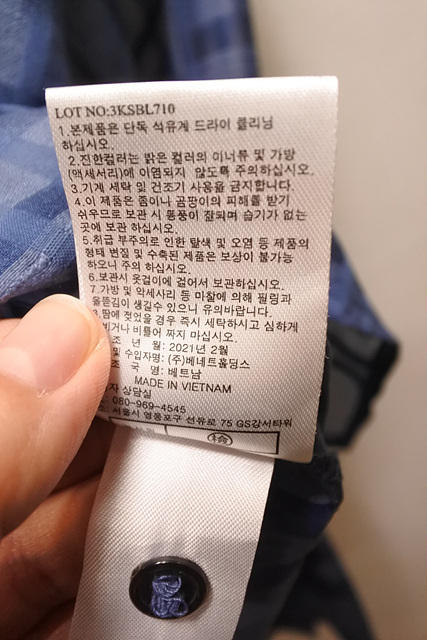 LOT NO:3KSBL710
1.본제품은 단독 석유계 드라이 클리닝
하십시오.
2.진한컬러는 밝은 컬러의 이너류 및 가방
(액세서리)에 이염되지 않도록 주의하십시오.
3.기계 세탁 및 건조기 사용을 금지합니다.
4.이 제품은 좀이나 곰팡이의 피해를 받기
쉬우므로 보관 시 통풍이 잘되며 습기가 없는
곳에 보관 하십시오.
5.취급 부주의로 인한 탈색 및 오염 등 제품의
형태 변질 및 수축된 제품은 보상이 불가능
하오니 주의 하십시오.
6.보관시 옷걸이에 걸어서 보관하십시오.
7.가방 및 악세사리 등 마찰에 의해 필링과
올뜯김이 생길수 있으니 유의바랍니다.
땀에 젖었을 경우 즉시 세탁하시고 심하게
비거나 비틀어 짜지 마십시오.
조 년 월: 2021년 2월
및 수입자명: (주)베네트홀딩스
조 국 명: 베트남
MADE IN VIETNAM
자 상담실
080-969-4545
서울시 영등포구 선유로 75 GS강서타워